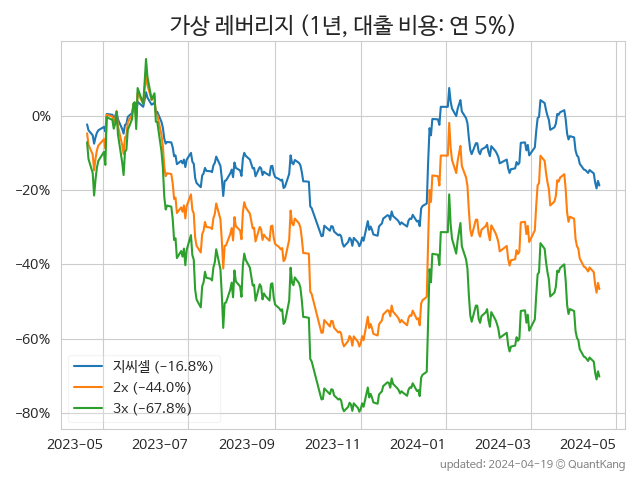 가상 레버리지 (1년, 대출 비용: 연 5%)
0%
−20%
−40%
−60%
−80%
지씨셀 (−16.8%)
2x (−44.0%)
3x (−67.8%)
2023-05 2023-07 2023-09 2023-11 2024-01 2024-03 2024-05
updated: 2024-04-19 © QuantKang